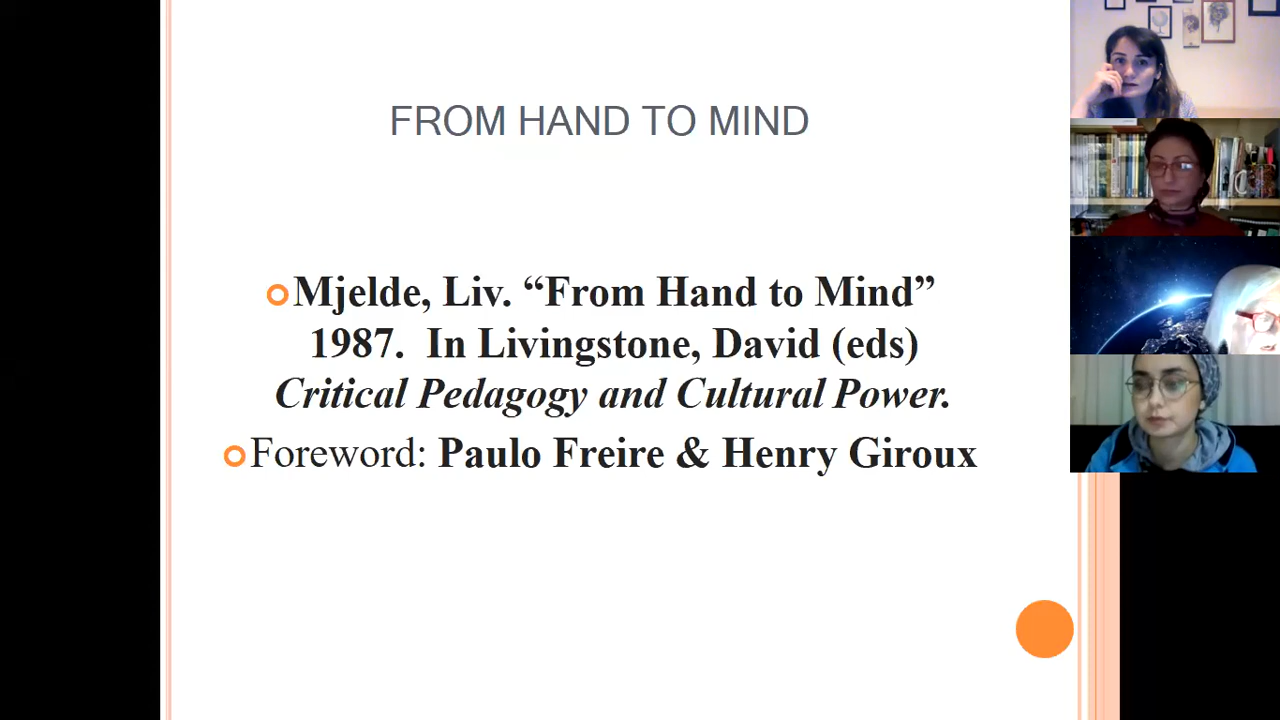 FROM HAND TO MIND
Mjelde, Liv. “From Hand to Mind”
1987. In Livingstone, David (eds)
Critical Pedagogy and Cultural Power.
Foreword: Paulo Freire & Henry Giroux